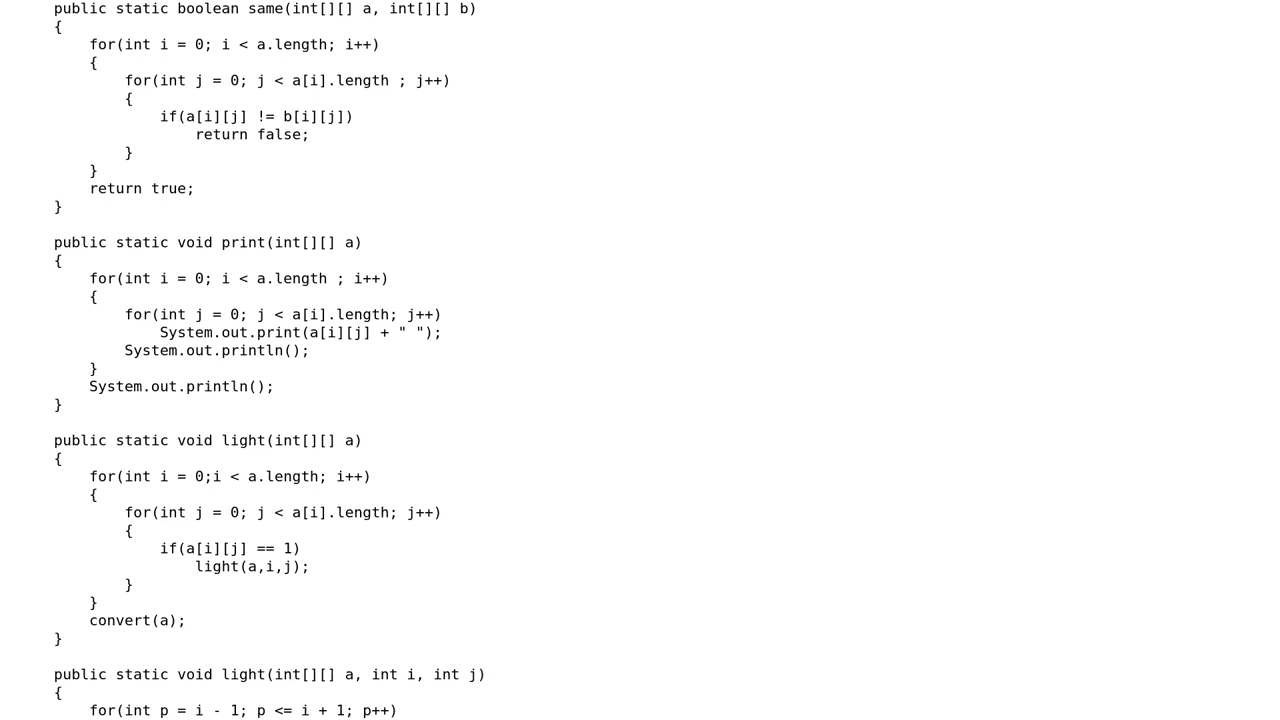 public static boolean same(int[][] a, int[][] b)
{
    for(int i = 0; i < a.length; i++)
    {
        for(int j = 0; j < a[i].length ; j++)
        {
            if(a[i][j] != b[i][j])
                return false;
        }
    }
    return true;
}

public static void print(int[][] a)
{
    for(int i = 0; i < a.length ; i++)
    {
        for(int j = 0; j < a[i].length; j++)
            System.out.print(a[i][j] + " ");
        System.out.println();
    }
    System.out.println();
}

public static void light(int[][] a)
{
    for(int i = 0;i < a.length; i++)
    {
        for(int j = 0; j < a[i].length; j++)
        {
            if(a[i][j] == 1)
                light(a,i,j);
        }
    }
    convert(a);
}

public static void light(int[][] a, int i, int j)
{
    for(int p = i - 1; p <= i + 1; p++)